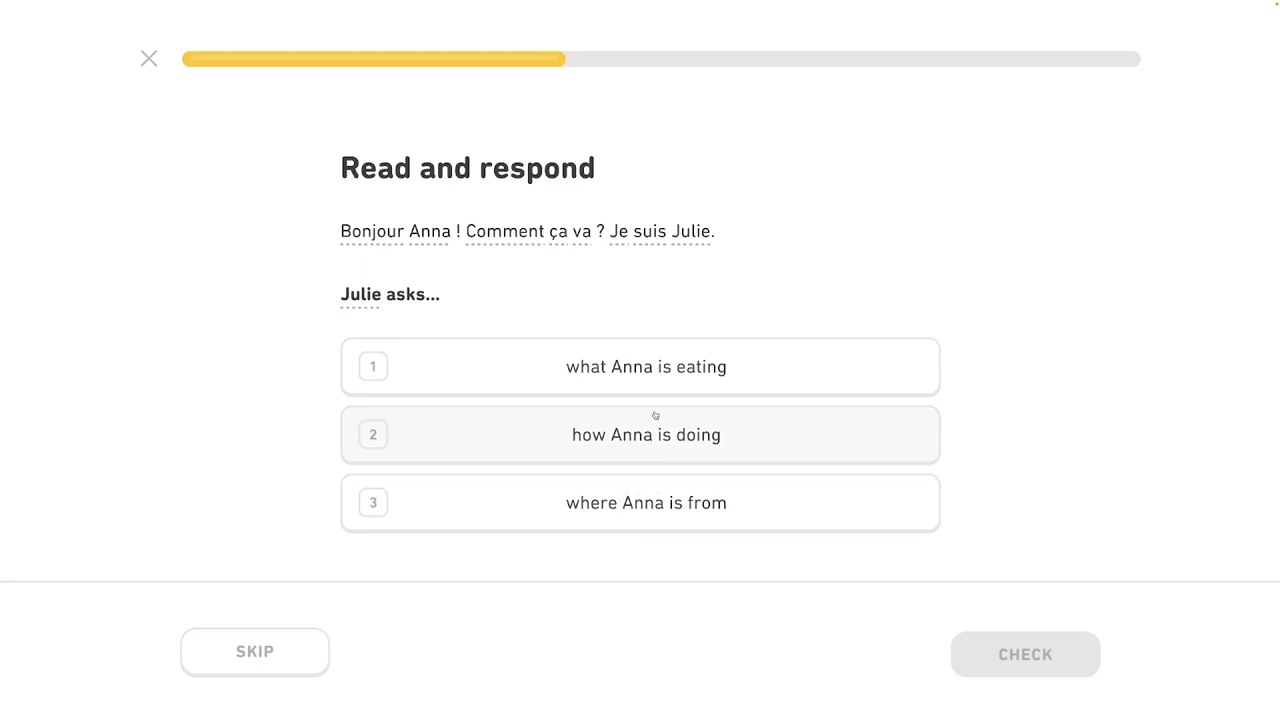 Read and respond
Bonjour Anna ! Comment ça va ? Je suis Julie.
Julie asks...
1 what Anna is eating
2 how Anna is doing
3 where Anna is from
SKIP CHECK